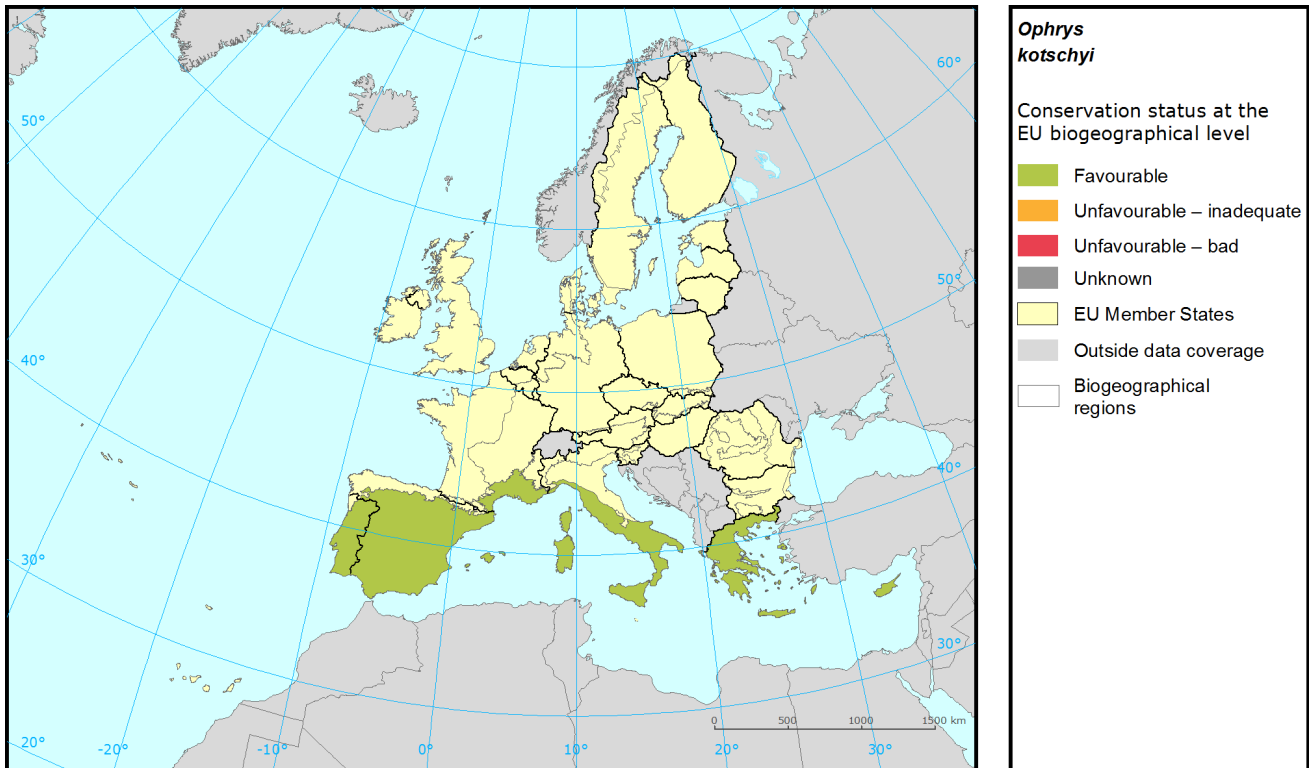 Ophrys
kotschyi
Conservation status at the
EU biogeographical level
Favourable
Unfavourable – inadequate
Unfavourable – bad
Unknown
EU Member States
Outside data coverage
Biogeographical
regions
60°
50°
50°
40°
40°
30°
30°
0 500 1000 1500 km
20° -20° -10° 0° 10° 20° 30°